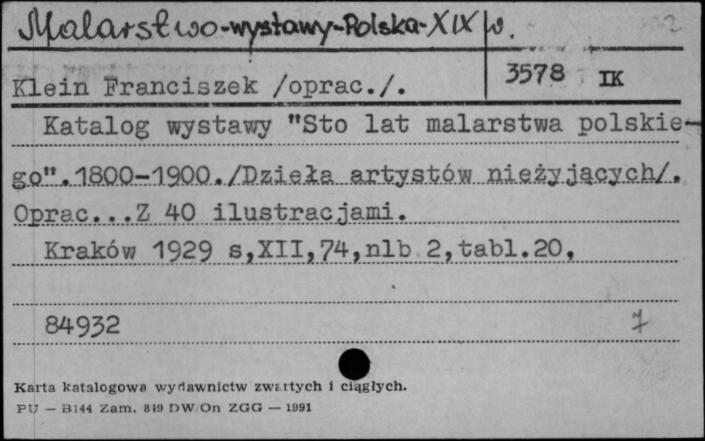 Malarstwo-wystawy-Polska-XIX w.
Klein Franciszek /oprac./.
3578 IK
Katalog wystawy "Sto lat malarstwa polskie-
go".1800-1900./Dzieła artystów nieżyjących/.
Oprac...Z 40 ilustracjami.
Kraków 1929 s,XII,74,nlb 2,tabl.20,
84932
7
Karta katalogowa wydawnictw zwartych i ciągłych.
PU — B144 Zam. 849 DW/On ZGG — 1991